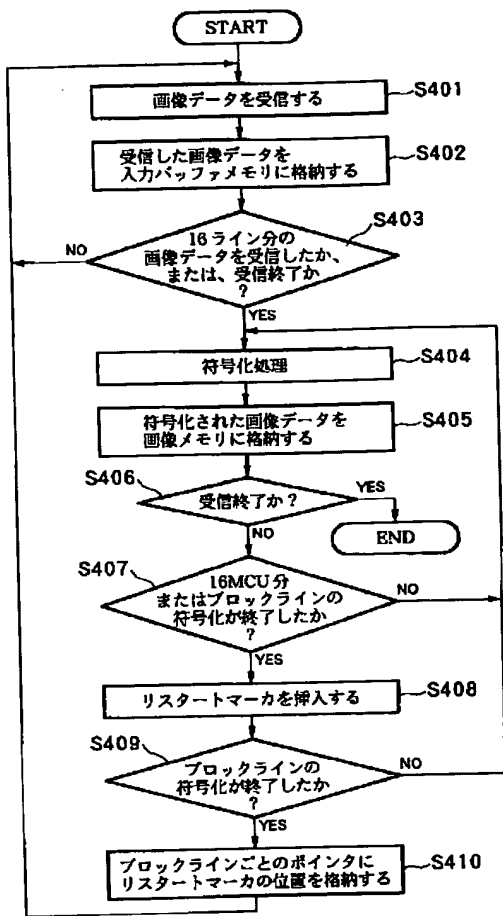 START
画像データを受信する
S401
受信した画像データを
入力バッファメモリに格納する
S402
S403
16ライン分の
画像データを受信したか、
または、受信終了か
?
NO
YES
符号化処理
S404
符号化された画像データを
画像メモリに格納する
S405
S406
受信終了か?
YES
END
NO
S407
16MCU分
またはブロックラインの
符号化が終了したか
?
NO
YES
リスタートマーカを挿入する
S408
S409
ブロックラインの
符号化が終了したか
?
NO
YES
ブロックラインごとのポインタに
リスタートマーカの位置を格納する
S410